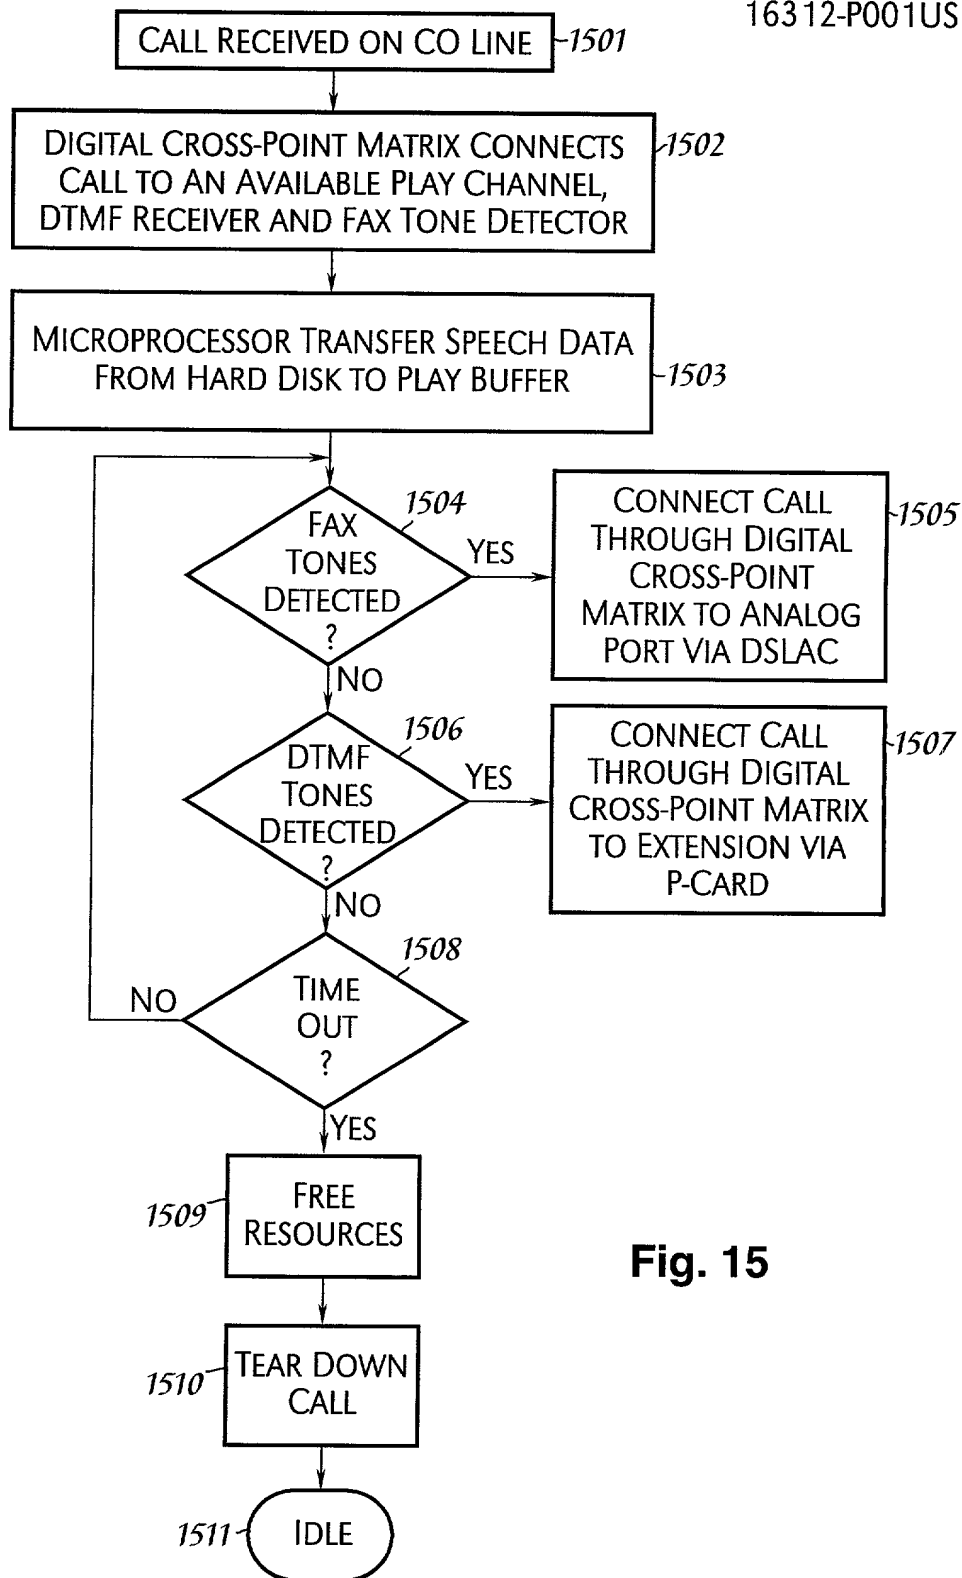 16312-P001US
CALL RECEIVED ON CO LINE
1501
DIGITAL CROSS-POINT MATRIX CONNECTS
CALL TO AN AVAILABLE PLAY CHANNEL,
DTMF RECEIVER AND FAX TONE DETECTOR
1502
MICROPROCESSOR TRANSFER SPEECH DATA
FROM HARD DISK TO PLAY BUFFER
1503
FAX
TONES
DETECTED
?
1504
YES
NO
CONNECT CALL
THROUGH DIGITAL
CROSS-POINT
MATRIX TO ANALOG
PORT VIA DSLAC
1505
DTMF
TONES
DETECTED
?
1506
YES
NO
CONNECT CALL
THROUGH DIGITAL
CROSS-POINT MATRIX
TO EXTENSION VIA
P-CARD
1507
TIME
OUT
?
1508
NO
YES
FREE
RESOURCES
1509
Fig. 15
TEAR DOWN
CALL
1510
IDLE
1511